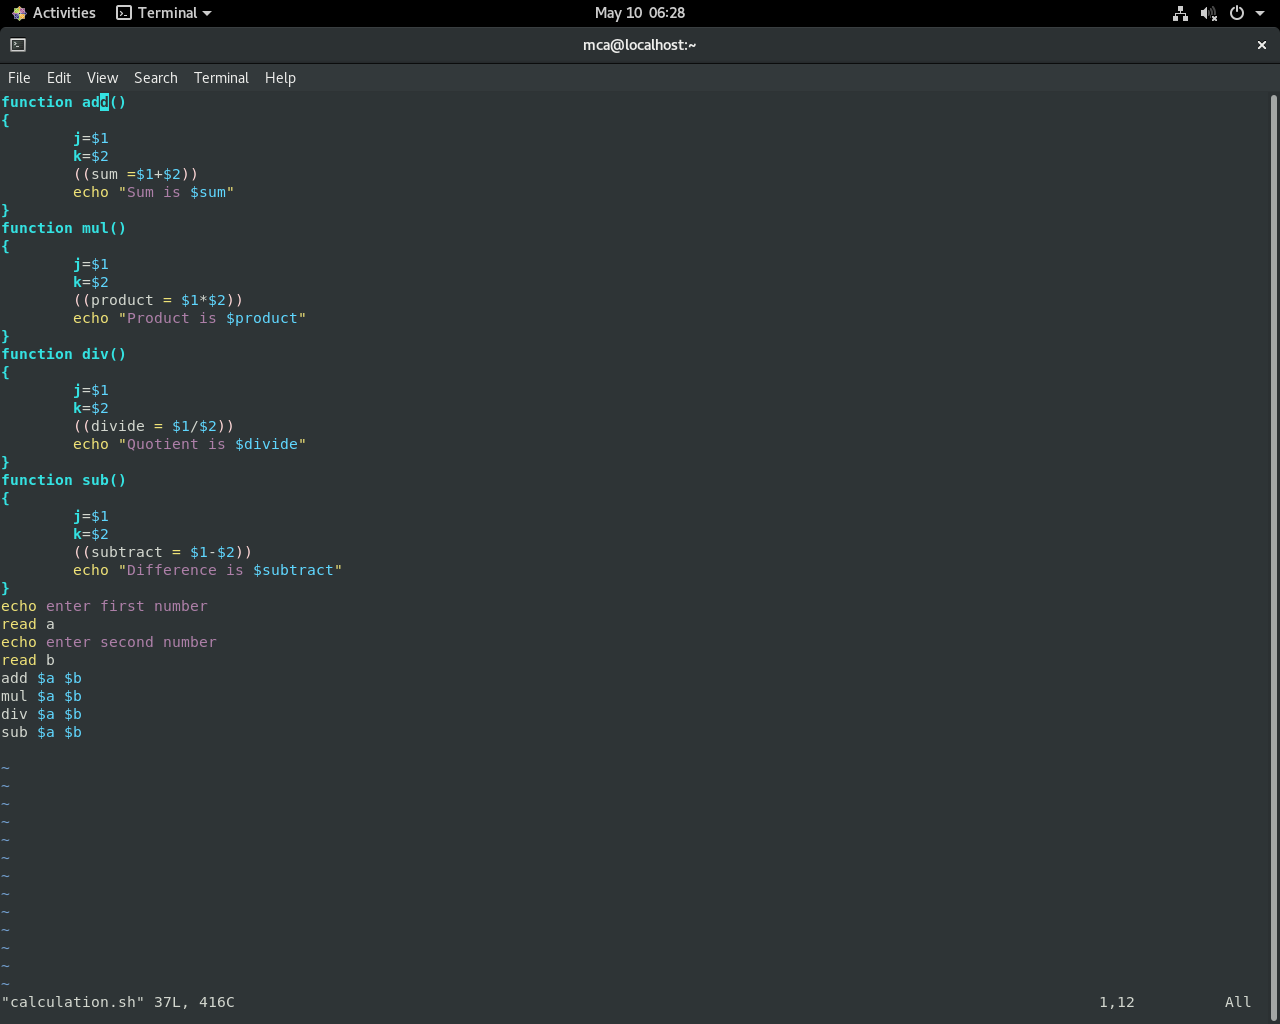 Activities Terminal May 10 06:28
mca@localhost:~ ×
File Edit View Search Terminal Help
function add()
{
        j=$1
        k=$2
        ((sum =$1+$2))
        echo "Sum is $sum"
}
function mul()
{
        j=$1
        k=$2
        ((product = $1*$2))
        echo "Product is $product"
}
function div()
{
        j=$1
        k=$2
        ((divide = $1/$2))
        echo "Quotient is $divide"
}
function sub()
{
        j=$1
        k=$2
        ((subtract = $1-$2))
        echo "Difference is $subtract"
}
echo enter first number
read a
echo enter second number
read b
add $a $b
mul $a $b
div $a $b
sub $a $b

~
~
~
~
~
~
~
~
~
~
~
~
~
"calculation.sh" 37L, 416C 1,12 All